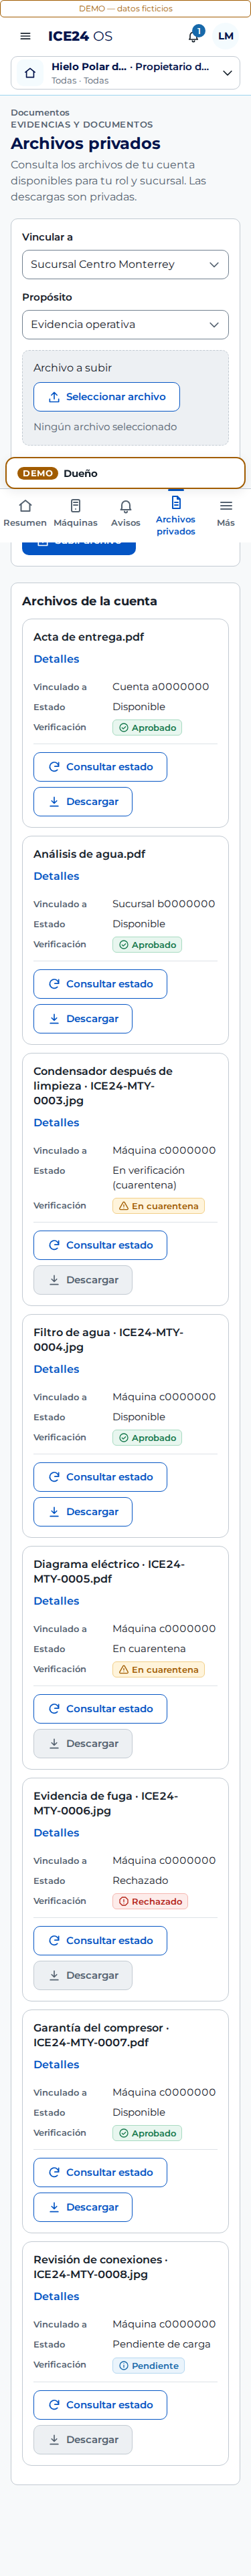 DEMO — datos ficticios
ICE24 OS
1
LM
Hielo Polar d... · Propietario d...
Todas · Todas
Documentos
EVIDENCIAS Y DOCUMENTOS
Archivos privados
Consulta los archivos de tu cuenta
disponibles para tu rol y sucursal. Las
descargas son privadas.
Vincular a
Sucursal Centro Monterrey
Propósito
Evidencia operativa
Archivo a subir
Seleccionar archivo
Ningún archivo seleccionado
DEMO Dueño
Resumen
Máquinas
Avisos
Archivos
privados
Más
Archivos de la cuenta
Acta de entrega.pdf
Detalles
Vinculado a Cuenta a0000000
Estado Disponible
Verificación Aprobado
Consultar estado
Descargar
Análisis de agua.pdf
Detalles
Vinculado a Sucursal b0000000
Estado Disponible
Verificación Aprobado
Consultar estado
Descargar
Condensador después de
limpieza · ICE24-MTY-
0003.jpg
Detalles
Vinculado a Máquina c0000000
Estado En verificación
(cuarentena)
Verificación En cuarentena
Consultar estado
Descargar
Filtro de agua · ICE24-MTY-
0004.jpg
Detalles
Vinculado a Máquina c0000000
Estado Disponible
Verificación Aprobado
Consultar estado
Descargar
Diagrama eléctrico · ICE24-
MTY-0005.pdf
Detalles
Vinculado a Máquina c0000000
Estado En cuarentena
Verificación En cuarentena
Consultar estado
Descargar
Evidencia de fuga · ICE24-
MTY-0006.jpg
Detalles
Vinculado a Máquina c0000000
Estado Rechazado
Verificación Rechazado
Consultar estado
Descargar
Garantía del compresor ·
ICE24-MTY-0007.pdf
Detalles
Vinculado a Máquina c0000000
Estado Disponible
Verificación Aprobado
Consultar estado
Descargar
Revisión de conexiones ·
ICE24-MTY-0008.jpg
Detalles
Vinculado a Máquina c0000000
Estado Pendiente de carga
Verificación Pendiente
Consultar estado
Descargar